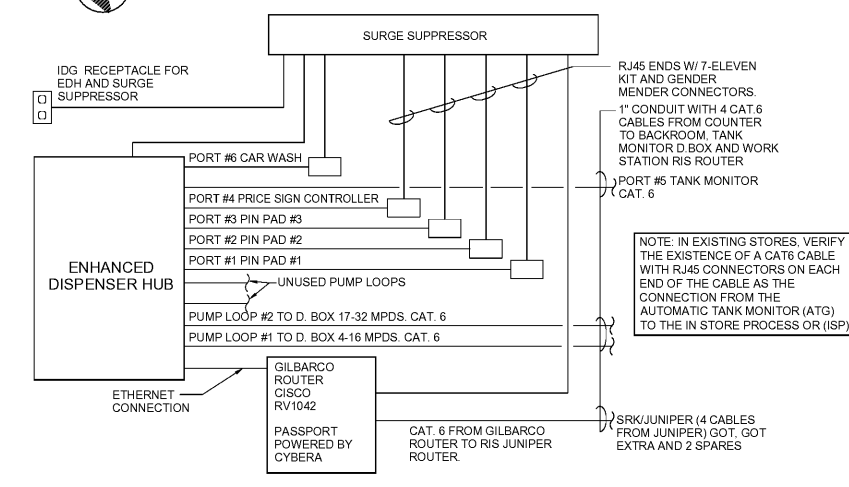 SURGE SUPPRESSOR
IDG RECEPTACLE FOR
EDH AND SURGE
SUPPRESSOR
RJ45 ENDS W/ 7-ELEVEN
KIT AND GENDER
MENDER CONNECTORS.
1" CONDUIT WITH 4 CAT.6
CABLES FROM COUNTER
TO BACKROOM, TANK
MONITOR D.BOX AND WORK
STATION RIS ROUTER
PORT #6 CAR WASH
PORT #5 TANK MONITOR
CAT. 6
PORT #4 PRICE SIGN CONTROLLER
PORT #3 PIN PAD #3
PORT #2 PIN PAD #2
PORT #1 PIN PAD #1
ENHANCED
DISPENSER HUB
UNUSED PUMP LOOPS
NOTE: IN EXISTING STORES, VERIFY
THE EXISTENCE OF A CAT6 CABLE
WITH RJ45 CONNECTORS ON EACH
END OF THE CABLE AS THE
CONNECTION FROM THE
AUTOMATIC TANK MONITOR (ATG)
TO THE IN STORE PROCESS OR (ISP)
PUMP LOOP #2 TO D. BOX 17-32 MPDS. CAT. 6
PUMP LOOP #1 TO D. BOX 4-16 MPDS. CAT. 6
ETHERNET
CONNECTION
GILBARCO
ROUTER
CISCO
RV1042
PASSPORT
POWERED BY
CYBERA
CAT. 6 FROM GILBARCO
ROUTER TO RIS JUNIPER
ROUTER.
SRK/JUNIPER (4 CABLES
FROM JUNIPER) GOT, GOT
EXTRA AND 2 SPARES